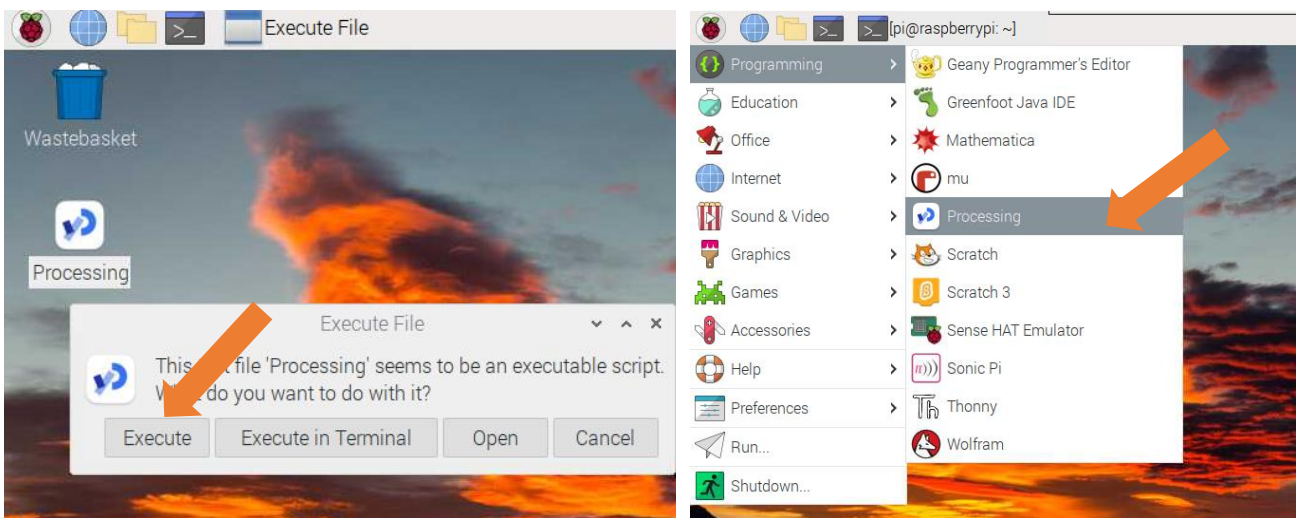 Execute File
Wastebasket
Processing
Execute File
This file 'Processing' seems to be an executable script.
do you want to do with it?
Execute
Execute in Terminal
Open
Cancel
[pi@raspberrypi: ~]
Programming
Education
Office
Internet
Sound & Video
Graphics
Games
Accessories
Help
Preferences
Run...
Shutdown...
Geany Programmer's Editor
Greenfoot Java IDE
Mathematica
mu
Processing
Scratch
Scratch 3
Sense HAT Emulator
Sonic Pi
Thonny
Wolfram